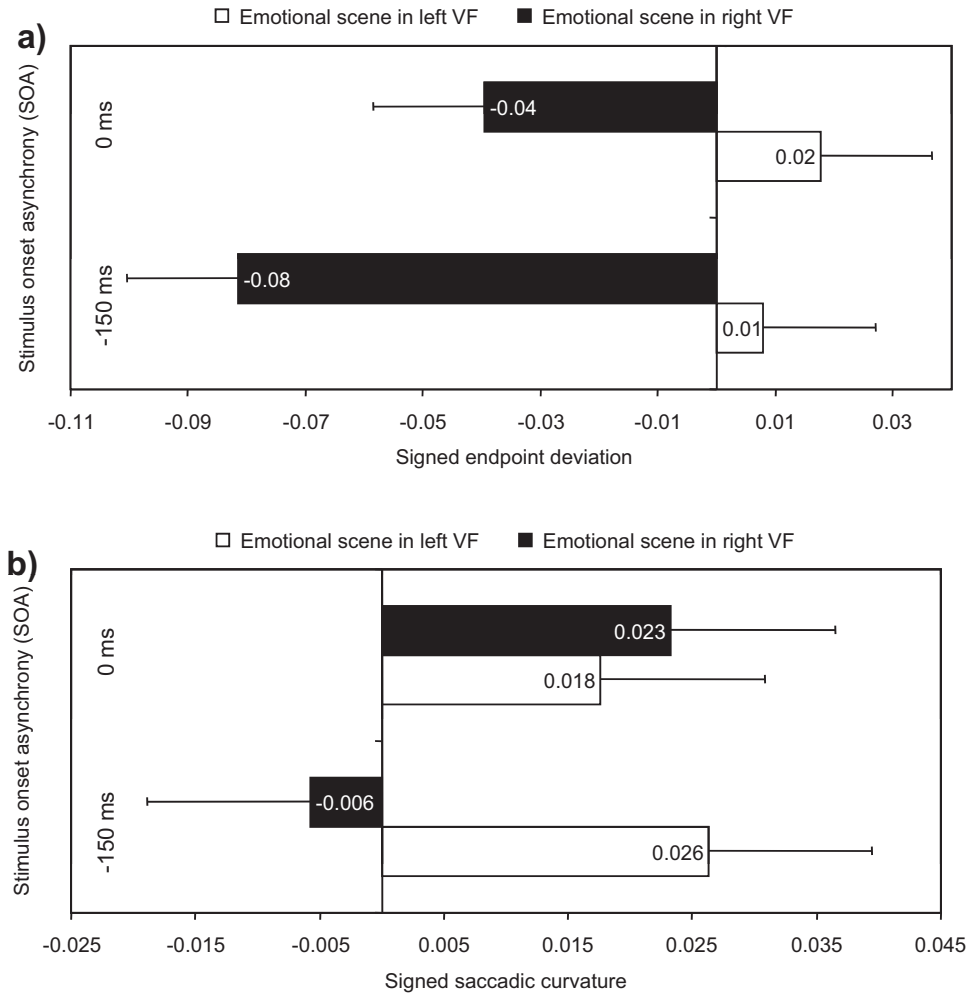 Emotional scene in left VF Emotional scene in right VF
a)
Stimulus onset asynchrony (SOA)
0 ms
-0.04
0.02
-150 ms
-0.08
0.01
-0.11 -0.09 -0.07 -0.05 -0.03 -0.01 0.01 0.03
Signed endpoint deviation
Emotional scene in left VF Emotional scene in right VF
b)
Stimulus onset asynchrony (SOA)
0 ms
0.023
0.018
-150 ms
-0.006
0.026
-0.025 -0.015 -0.005 0.005 0.015 0.025 0.035 0.045
Signed saccadic curvature